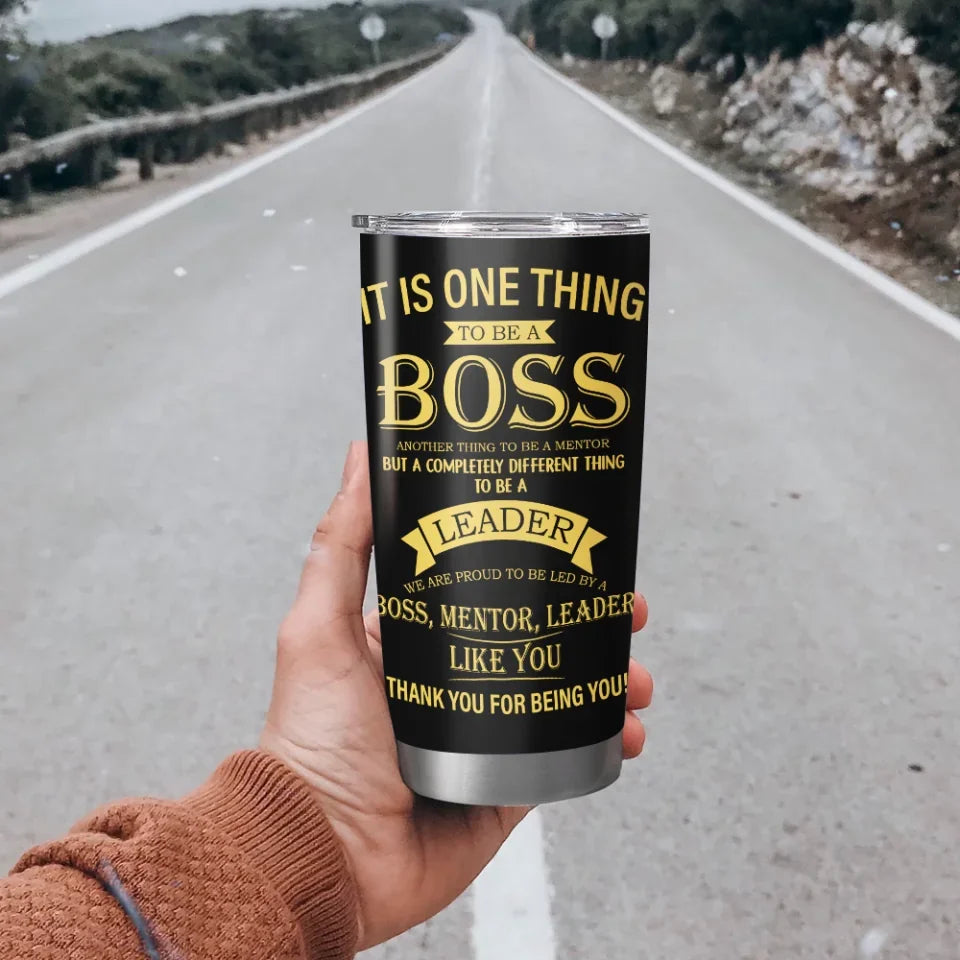 IT IS ONE THING
TO BE A
BOSS
ANOTHER THING TO BE A MENTOR
BUT A COMPLETELY DIFFERENT THING
TO BE A
LEADER
WE ARE PROUD TO BE LED BY A
BOSS, MENTOR, LEADER
LIKE YOU
THANK YOU FOR BEING YOU!